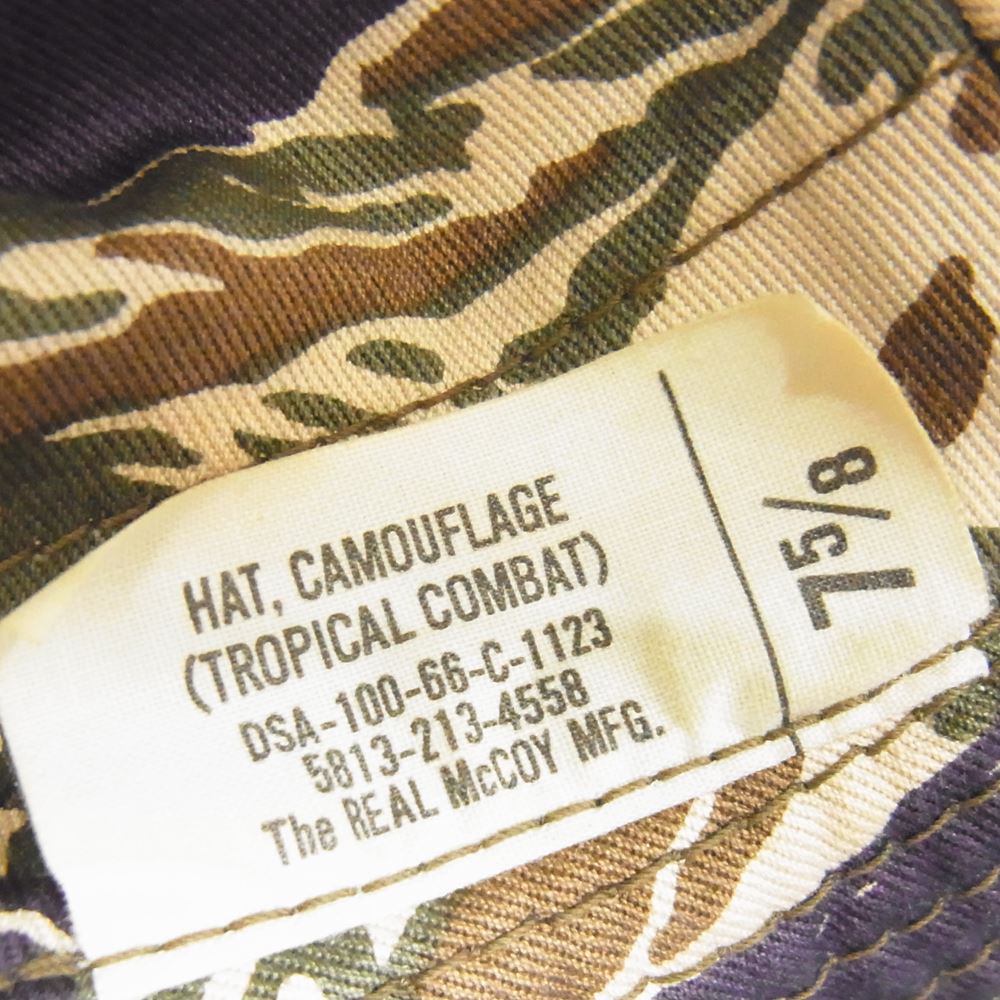 HAT, CAMOUFLAGE
(TROPICAL COMBAT)
DSA-100-66-C-1123
5813-213-4558
The REAL McCOY MFG.
7 5/8